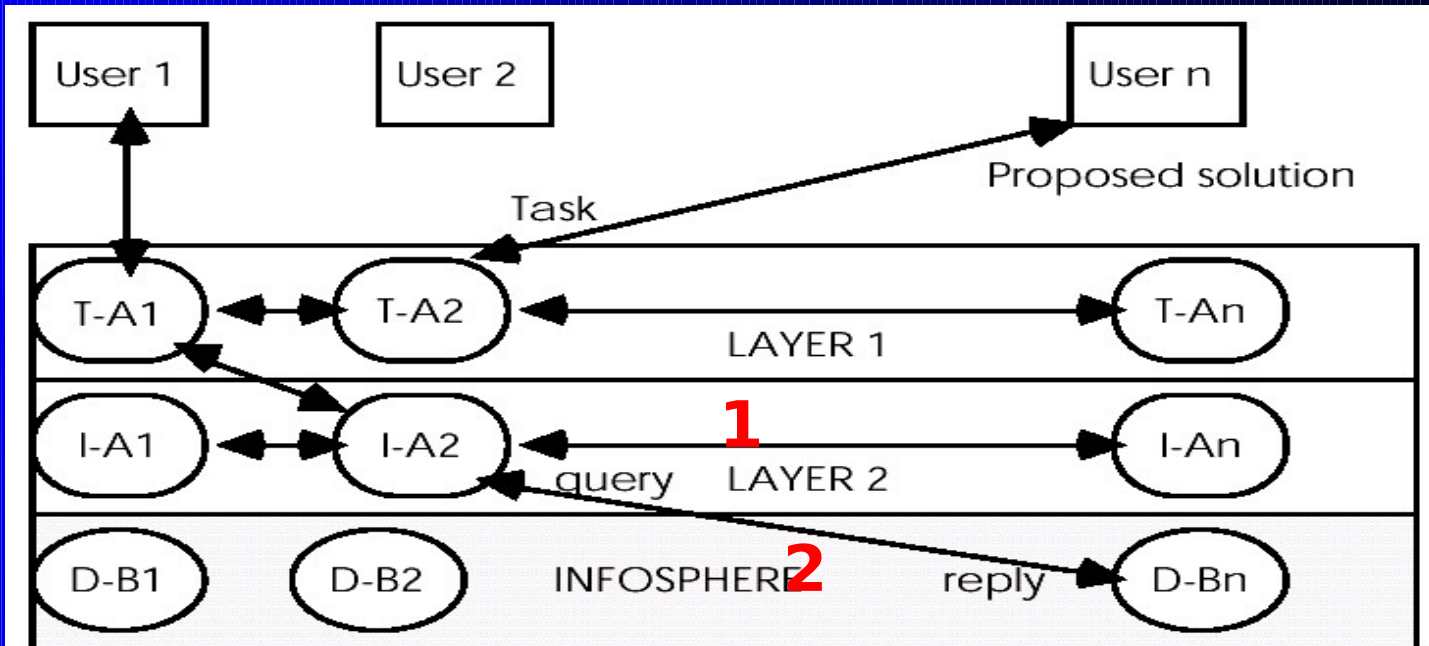 User 1
User 2
User n
Proposed solution
Task
T-A1
T-A2
T-An
LAYER 1
1
I-A1
I-A2
I-An
query
LAYER 2
2
D-B1
D-B2
INFOSPHERE
reply
D-Bn